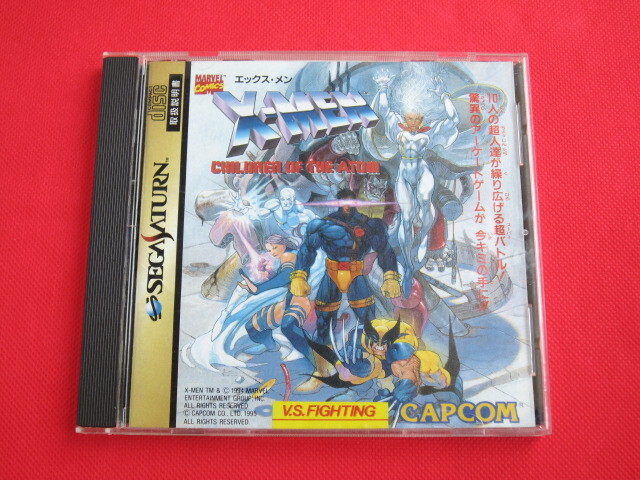 disc
取扱説明書
SEGA SATURN
MARVEL COMICS
エックス・メン
X-MEN
CHILDREN OF THE ATOM
10人の超人達が繰り広げる超バトル!
驚異のアーケードゲームが 今キミの手に!!
X-MEN TM & © 1994 MARVEL
ENTERTAINMENT GROUP, INC.
ALL RIGHTS RESERVED
© CAPCOM CO., LTD. 1995
ALL RIGHTS RESERVED.
V.S. FIGHTING
CAPCOM